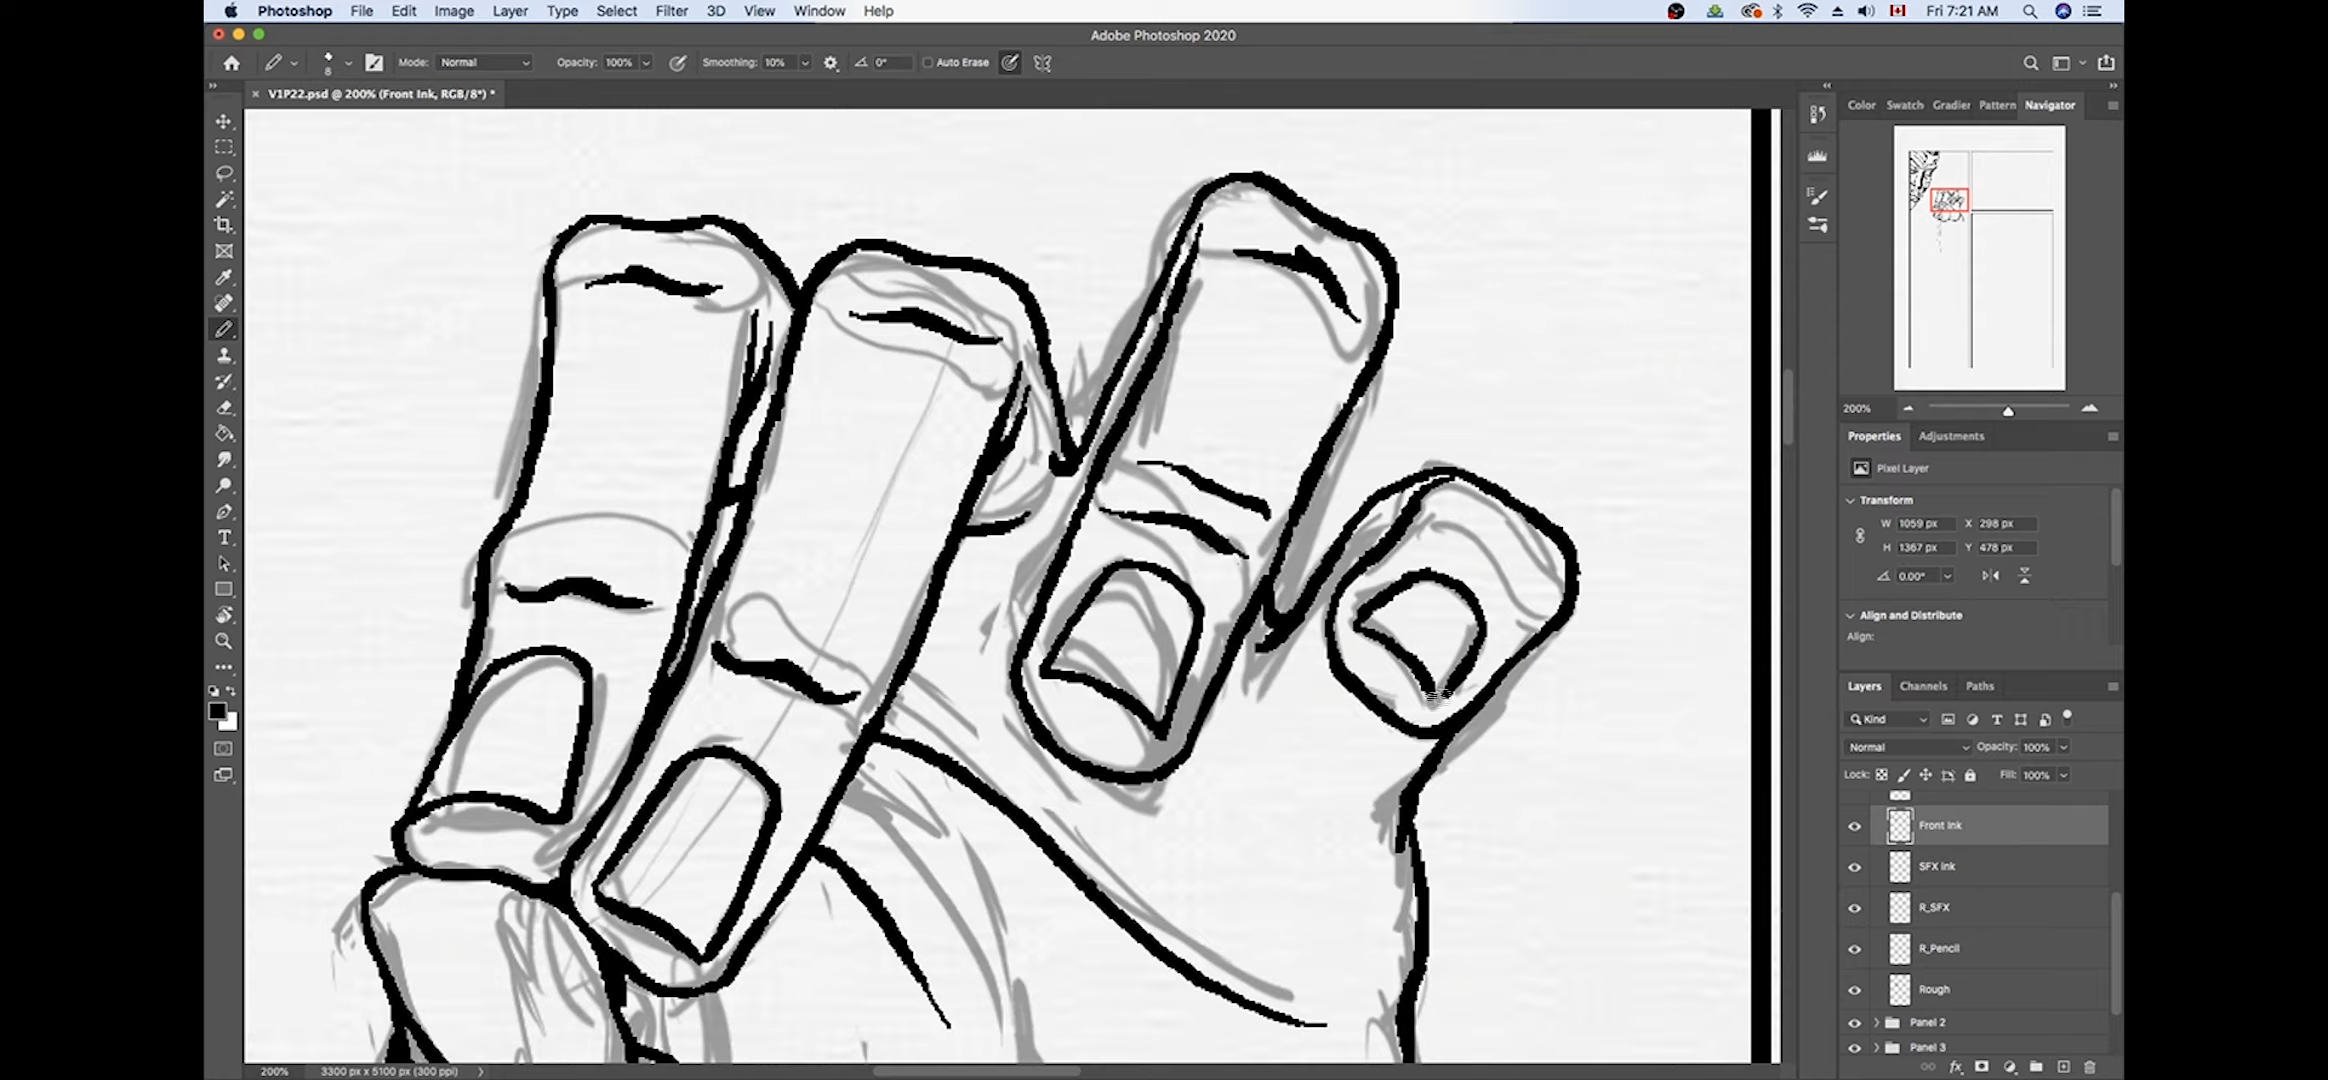 Photoshop File Edit Image Layer Type Select Filter 3D View Window Help Fri 7:21 AM
Adobe Photoshop 2020
8 Mode: Normal Opacity: 100% Smoothing: 10% 0° Auto Erase
× V1P22.psd @ 200% (Front Ink, RGB/8*) *
Color Swatch Gradier Pattern Navigator
200%
Properties Adjustments
Pixel Layer
Transform
W 1059 px X 298 px
H 1367 px Y 478 px
0.00°
Align and Distribute
Align:
Layers Channels Paths
Kind
Normal Opacity: 100%
Lock: Fill: 100%
Front Ink
SFX Ink
R_SFX
R_Pencil
Rough
Panel 2
Panel 3
200% 3300 px x 5100 px (300 ppi)